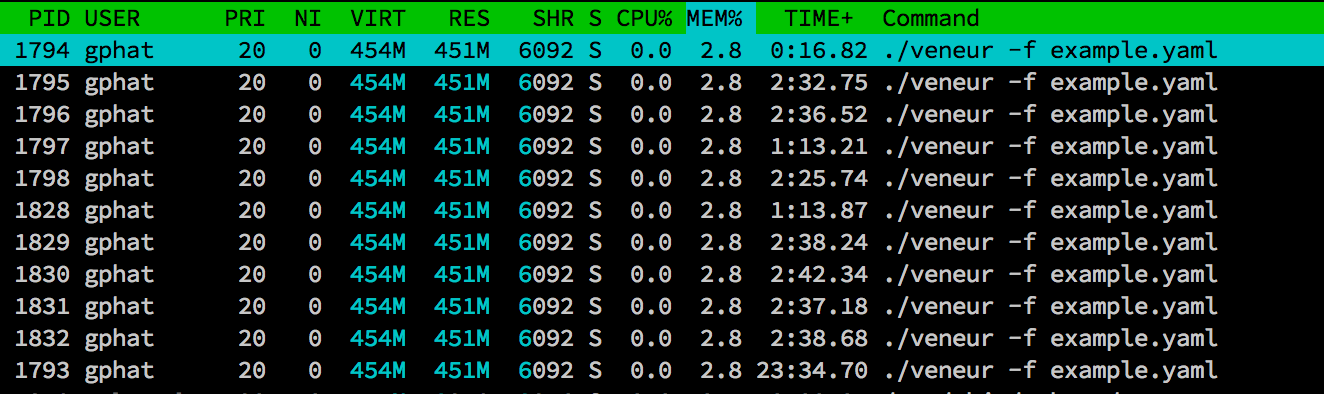 PID USER PRI NI VIRT RES SHR S CPU% MEM% TIME+ Command
1794 gphat 20 0 454M 451M 6092 S 0.0 2.8 0:16.82 ./veneur -f example.yaml
1795 gphat 20 0 454M 451M 6092 S 0.0 2.8 2:32.75 ./veneur -f example.yaml
1796 gphat 20 0 454M 451M 6092 S 0.0 2.8 2:36.52 ./veneur -f example.yaml
1797 gphat 20 0 454M 451M 6092 S 0.0 2.8 1:13.21 ./veneur -f example.yaml
1798 gphat 20 0 454M 451M 6092 S 0.0 2.8 2:25.74 ./veneur -f example.yaml
1828 gphat 20 0 454M 451M 6092 S 0.0 2.8 1:13.87 ./veneur -f example.yaml
1829 gphat 20 0 454M 451M 6092 S 0.0 2.8 2:38.24 ./veneur -f example.yaml
1830 gphat 20 0 454M 451M 6092 S 0.0 2.8 2:42.34 ./veneur -f example.yaml
1831 gphat 20 0 454M 451M 6092 S 0.0 2.8 2:37.18 ./veneur -f example.yaml
1832 gphat 20 0 454M 451M 6092 S 0.0 2.8 2:38.68 ./veneur -f example.yaml
1793 gphat 20 0 454M 451M 6092 S 0.0 2.8 23:34.70 ./veneur -f example.yaml